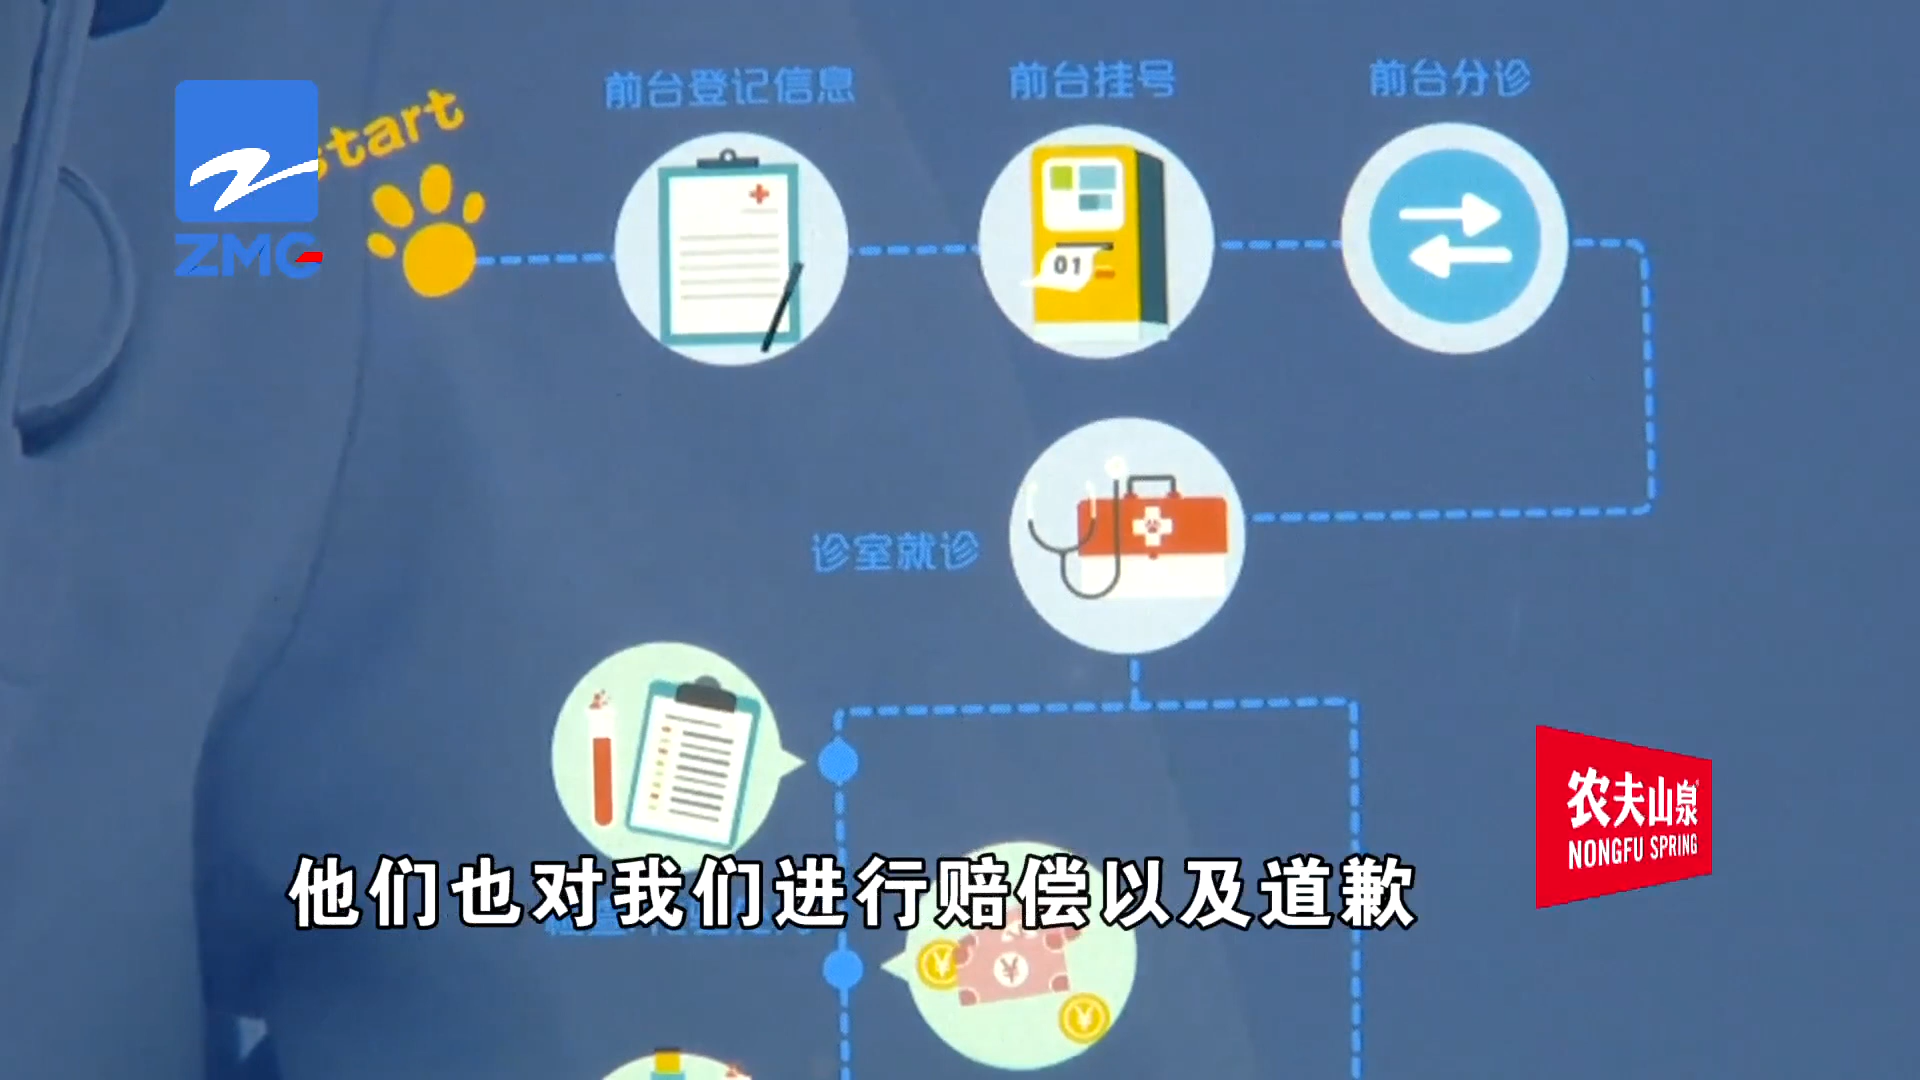 前台登记信息
前台挂号
前台分诊
start
ZMG
01
诊室就诊
农夫山泉
NONGFU SPRING
他们也对我们进行赔偿以及道歉
¥
¥
¥